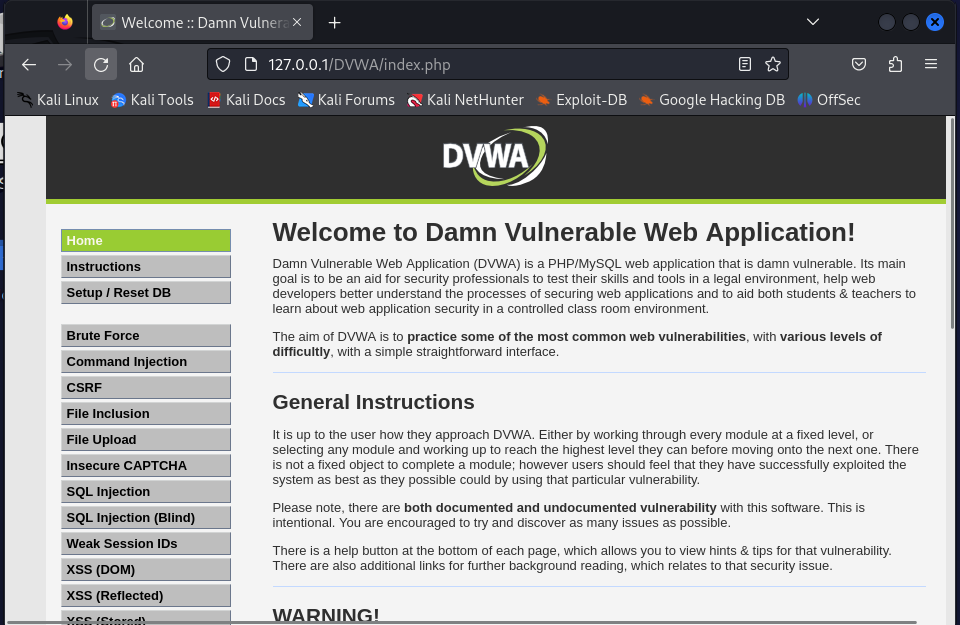 Welcome :: Damn Vulnera
127.0.0.1/DVWA/index.php
Kali Linux Kali Tools Kali Docs Kali Forums Kali NetHunter Exploit-DB Google Hacking DB OffSec
DVWA
Home
Instructions
Setup / Reset DB
Brute Force
Command Injection
CSRF
File Inclusion
File Upload
Insecure CAPTCHA
SQL Injection
SQL Injection (Blind)
Weak Session IDs
XSS (DOM)
XSS (Reflected)
XSS (Stored)
Welcome to Damn Vulnerable Web Application!
Damn Vulnerable Web Application (DVWA) is a PHP/MySQL web application that is damn vulnerable. Its main
goal is to be an aid for security professionals to test their skills and tools in a legal environment, help web
developers better understand the processes of securing web applications and to aid both students & teachers to
learn about web application security in a controlled class room environment.
The aim of DVWA is to practice some of the most common web vulnerabilities, with various levels of
difficultly, with a simple straightforward interface.
General Instructions
It is up to the user how they approach DVWA. Either by working through every module at a fixed level, or
selecting any module and working up to reach the highest level they can before moving onto the next one. There
is not a fixed object to complete a module; however users should feel that they have successfully exploited the
system as best as they possible could by using that particular vulnerability.
Please note, there are both documented and undocumented vulnerability with this software. This is
intentional. You are encouraged to try and discover as many issues as possible.
There is a help button at the bottom of each page, which allows you to view hints & tips for that vulnerability.
There are also additional links for further background reading, which relates to that security issue.
WARNING!